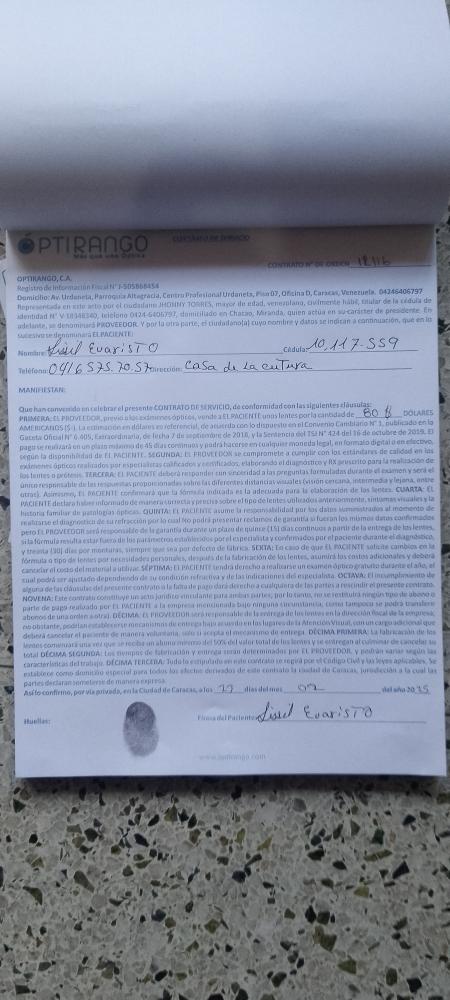 OPTIRANGO
Más que una Óptica
CONTRATO DE SERVICIO
CONTRATO N° DE ORDEN 12116
OPTIRANGO, C.A.
Registro de Información Fiscal N° J-505868454
Domicilio: Av. Urdaneta, Parroquia Altagracia, Centro Profesional Urdaneta, Piso 07, Oficina D, Caracas, Venezuela. 04246406797
Representada en este acto por el ciudadano JHONNY TORRES, mayor de edad, venezolano, civilmente hábil, titular de la cédula de
identidad N° V-18348340, teléfono 0424-6406797, domiciliado en Chacao, Miranda, quien actúa en su carácter de presidente. En
adelante, se denominará PROVEEDOR. Y por la otra parte, el ciudadano(a) cuyo nombre y datos se indican a continuación, que en lo
sucesivo se denominará EL PACIENTE:
Nombre: Lisil EvarisTO Cédula: 10.117.559
Teléfono: 0416 575.70.57 Dirección: Casa de La cultura
MANIFIESTAN:
Que han convenido en celebrar el presente CONTRATO DE SERVICIO, de conformidad con las siguientes cláusulas:
PRIMERA: EL PROVEEDOR, previo a los exámenes ópticos, vende a EL PACIENTE unos lentes por la cantidad de 80 $ DÓLARES
AMERICANOS ($). La estimación en dólares es referencial, de acuerdo con lo dispuesto en el Convenio Cambiario N° 1, publicado en la
Gaceta Oficial N° 6.405, Extraordinaria, de fecha 7 de septiembre de 2018, y la Sentencia del TSJ N° 424 del 16 de octubre de 2019. El
pago se realizará en un plazo máximo de 45 días continuos y podrá hacerse en cualquier moneda legal, en formato digital o en efectivo,
según la disponibilidad de EL PACIENTE. SEGUNDA: EL PROVEEDOR se compromete a cumplir con los estándares de calidad en los
exámenes ópticos realizados por especialistas calificados y certificados, elaborando el diagnóstico y RX prescrito para la realización de
los lentes o prótesis. TERCERA: EL PACIENTE deberá responder con sinceridad a las preguntas formuladas durante el examen y será el
único responsable de las respuestas proporcionadas sobre las diferentes distancias visuales (visión cercana, intermedia y lejana, entre
otras). Asimismo, EL PACIENTE confirmará que la fórmula indicada es la adecuada para la elaboración de los lentes. CUARTA: EL
PACIENTE declara haber informado de manera correcta y precisa sobre el tipo de lentes utilizados anteriormente, síntomas visuales y la
historia familiar de patologías ópticas. QUINTA: EL PACIENTE asume la responsabilidad por los datos suministrados al momento de
realizarse el diagnóstico de su refracción por lo cual No podrá presentar reclamos de garantía si fueran los mismos datos confirmados
pero EL PROVEEDOR será responsable de la garantía durante un plazo de quince (15) días continuos a partir de la entrega de los lentes,
si la fórmula resulta estar fuera de los parámetros establecidos por el especialista y confirmados por el paciente durante el diagnóstico,
y treinta (30) días por monturas, siempre que sea por defecto de fábrica. SEXTA: En caso de que EL PACIENTE solicite cambios en la
fórmula o tipo de lentes por necesidades personales, después de la fabricación de los lentes, asumirá los costos adicionales y deberá
cancelar el costo del material a utilizar. SÉPTIMA: EL PACIENTE tendrá derecho a realizarse un examen óptico gratuito durante el año, el
cual podrá ser ajustado dependiendo de su condición refractiva y de las indicaciones del especialista. OCTAVA: El incumplimiento de
alguna de las cláusulas del presente contrato o la falta de pago dará derecho a cualquiera de las partes a rescindir el presente contrato.
NOVENA: Este contrato constituye un acto jurídico vinculante para ambas partes; por lo tanto, no se restituirá ningún tipo de abono o
parte de pago realizado por EL PACIENTE a la empresa mencionada bajo ninguna circunstancia, como tampoco se podrá transferir
abonos de una orden a otra). DÉCIMA: EL PROVEEDOR será responsable de la entrega de los lentes en la dirección fiscal de la empresa;
no obstante, podrían establecerse mecanismos de entrega bajo acuerdo en los lugares de la Atención Visual, con un cargo adicional que
deberá cancelar el paciente de manera voluntaria, solo si acepta el mecanismo de entrega. DÉCIMA PRIMERA: La fabricación de los
lentes comenzará una vez que se reciba un abono mínimo del 50% del valor total de los lentes y se entregan al culminar de cancelar su
total DÉCIMA SEGUNDA: Los tiempos de fabricación y entrega serán determinados por EL PROVEEDOR, y podrán variar según las
características del trabajo. DÉCIMA TERCERA: Todo lo estipulado en este contrato se regirá por el Código Civil y las leyes aplicables. Se
establece como domicilio especial para todos los efectos derivados de este contrato la ciudad de Caracas, jurisdicción a la cual las
partes declaran someterse de manera expresa.
Así lo confirmo, por vía privada, en la Ciudad de Caracas, a los 27 días del mes 02 del año 2025
Huellas: Firma del Paciente: Lisil EvarisTO
www.optirango.com